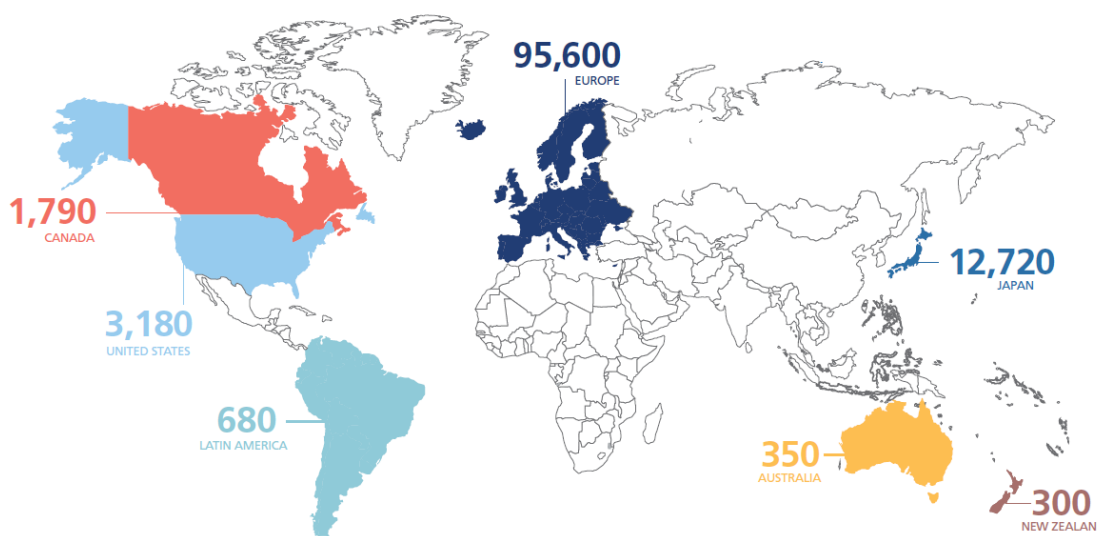 95,600
EUROPE
1,790
CANADA
12,720
JAPAN
3,180
UNITED STATES
680
LATIN AMERICA
350
AUSTRALIA
300
NEW ZEALAN